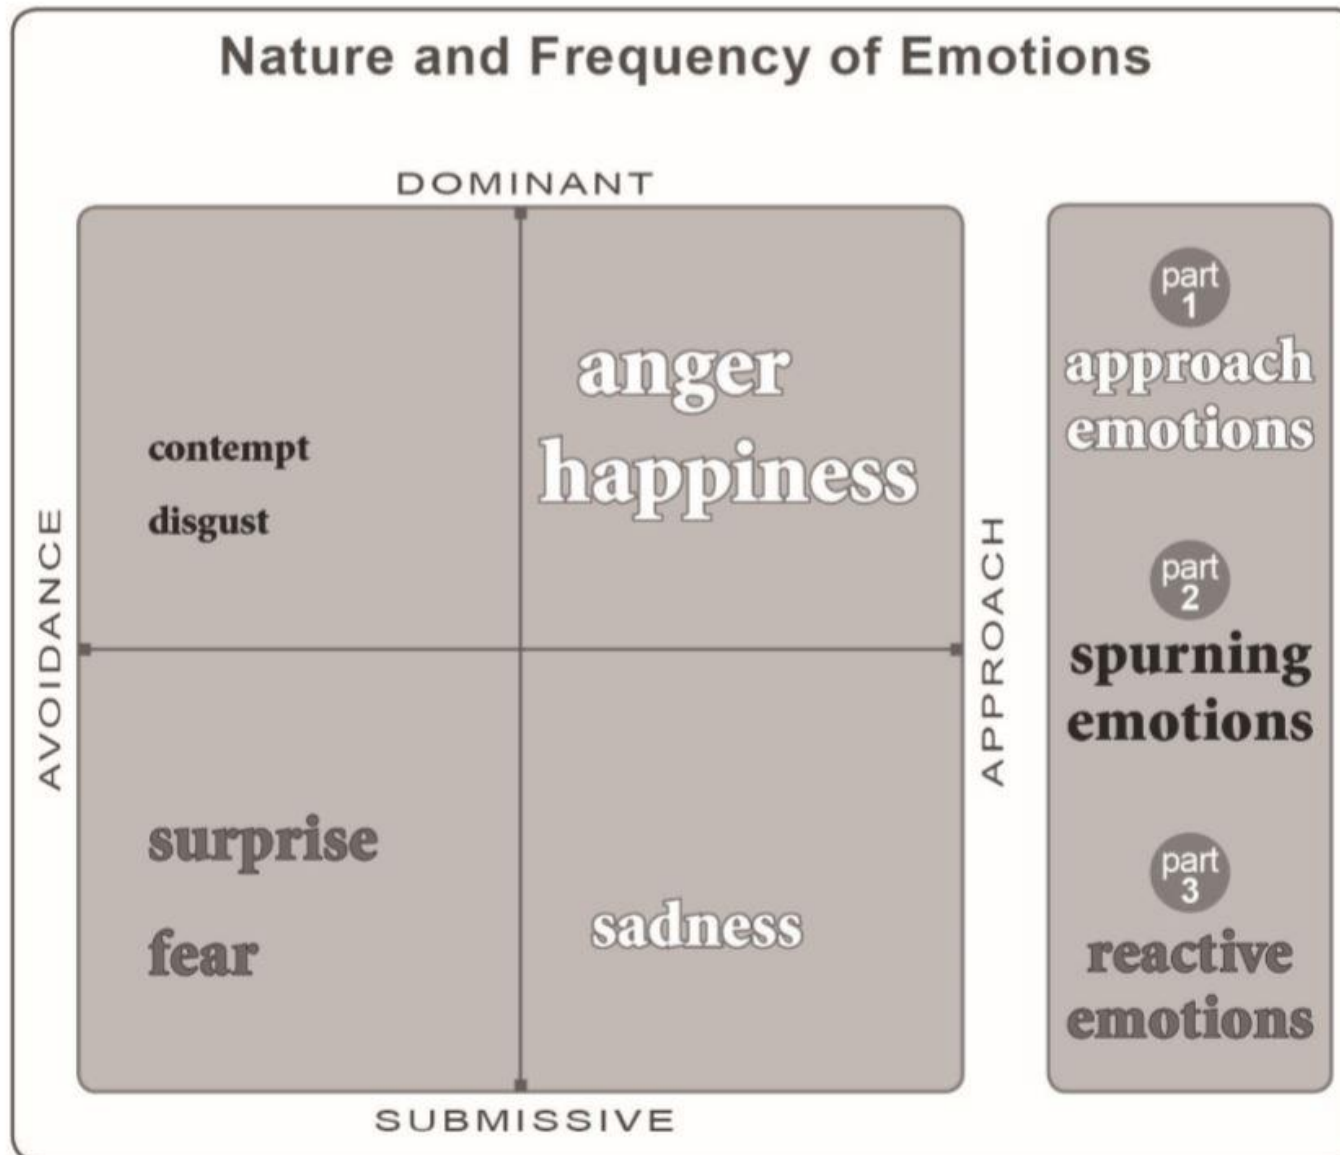 Nature and Frequency of Emotions
DOMINANT
anger
happiness
contempt
disgust
AVOIDANCE
APPROACH
surprise
fear
sadness
SUBMISSIVE
part
1
approach
emotions
part
2
spurning
emotions
part
3
reactive
emotions